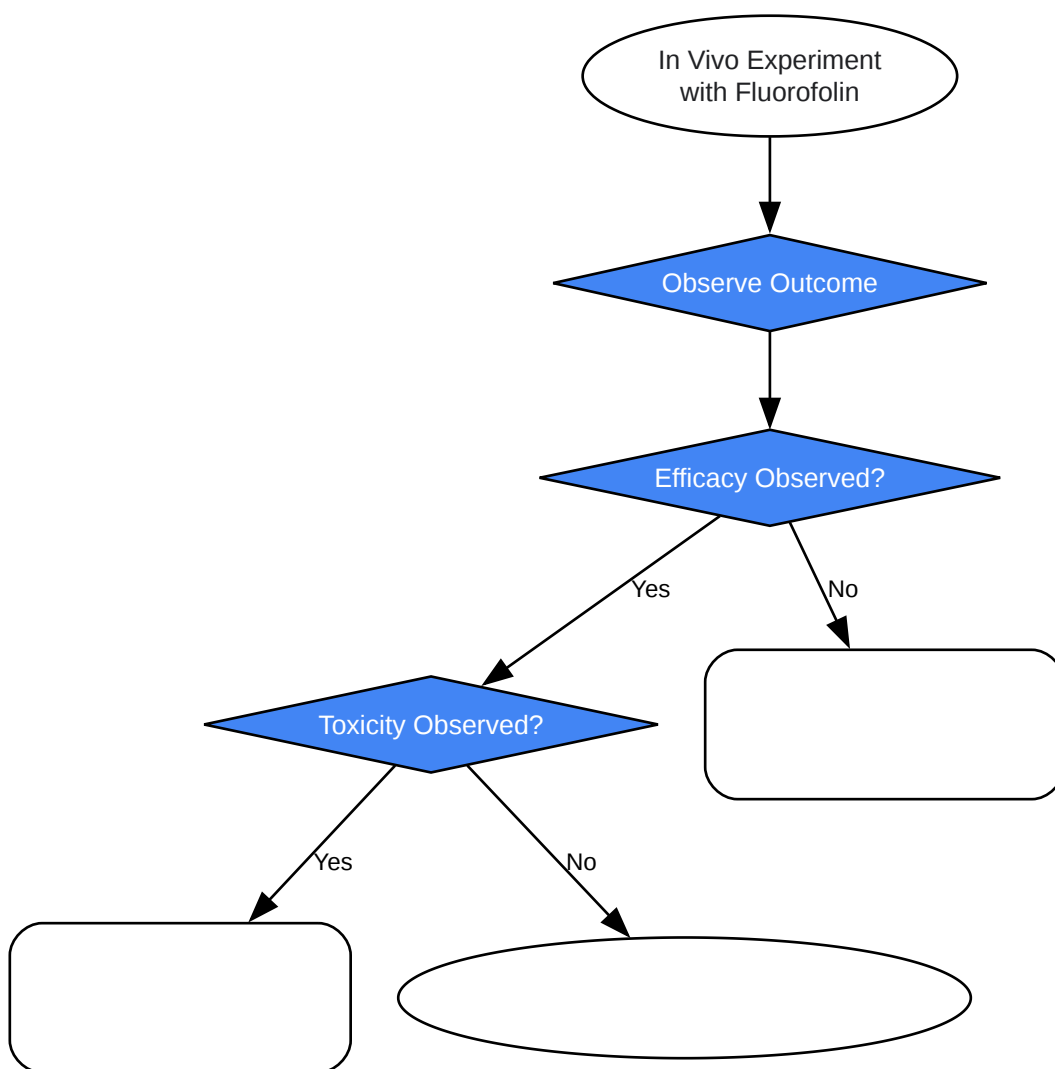 In Vivo Experiment
with Fluorofolin
Observe Outcome
Efficacy Observed?
Yes
No
Toxicity Observed?
Yes
No